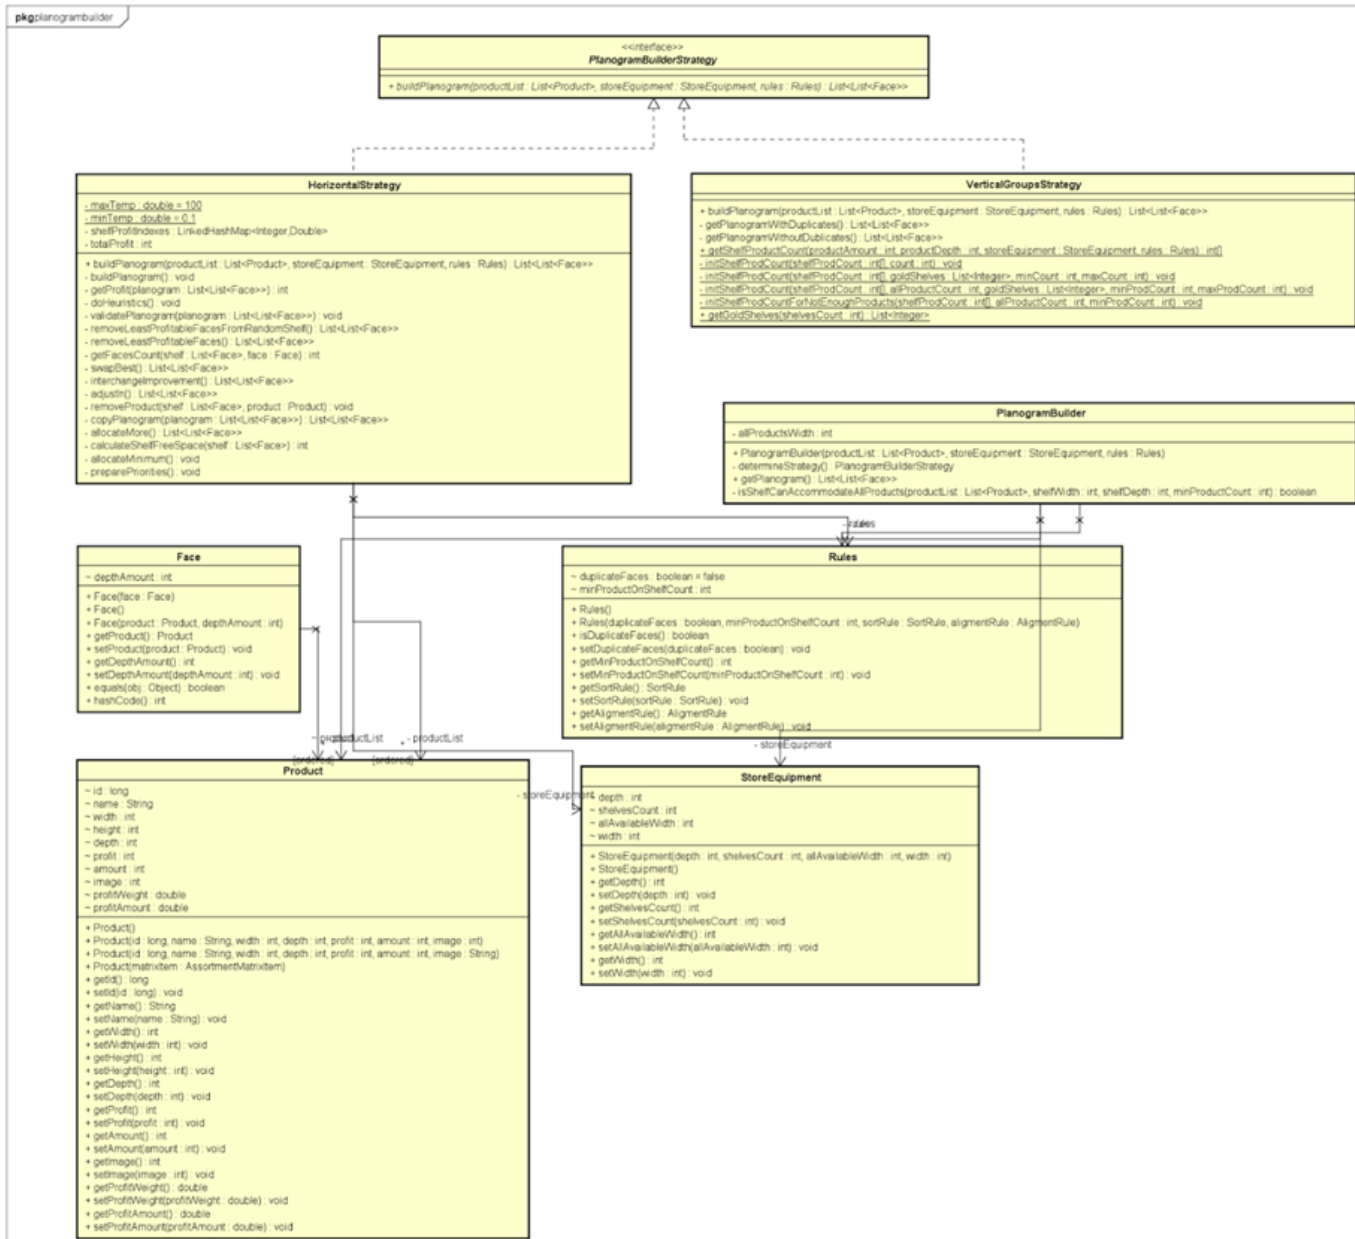 pkg planogrambuilder
<<interface>>
PlanogramBuilderStrategy
+ buildPlanogram(productList : List<Product>, storeEquipment : StoreEquipment, rules : Rules) : List<List<Face>>
HorizontalStrategy
- maxTemp : double = 100
- minTemp : double = 0.1
- shelfProfitIndexes : LinkedHashMap<Integer,Double>
- totalProfit : int
+ buildPlanogram(productList : List<Product>, storeEquipment : StoreEquipment, rules : Rules) : List<List<Face>>
- buildPlanogram() : void
- getProfit(planogram : List<List<Face>>) : int
- doHeuristics() : void
- validatePlanogram(planogram : List<List<Face>>) : void
- removeLeastProfitableFacesFromRandomShelf() : List<List<Face>>
- removeLeastProfitableFaces() : List<List<Face>>
- getFacesCount(shelf : List<Face>, face : Face) : int
- swapBest() : List<List<Face>>
- interchangeImprovement() : List<List<Face>>
- adjustIn() : List<List<Face>>
- removeProduct(shelf : List<Face>, product : Product) : void
- copyPlanogram(planogram : List<List<Face>>) : List<List<Face>>
- allocateMore() : List<List<Face>>
- calculateShelfFreeSpace(shelf : List<Face>) : int
- allocateMinimum() : void
- preparePriorities() : void
VerticalGroupsStrategy
+ buildPlanogram(productList : List<Product>, storeEquipment : StoreEquipment, rules : Rules) : List<List<Face>>
- getPlanogramWithDuplicates() : List<List<Face>>
- getPlanogramWithoutDublicates() : List<List<Face>>
+ getShelfProductCount(productAmount : int, productDepth : int, storeEquipment : StoreEquipment, rules : Rules) : int[]
- initShelfProdCount(shelfProdCount : int[], count : int) : void
- initShelfProdCount(shelfProdCount : int[], goldShelves : List<Integer>, minCount : int, maxCount : int) : void
- initShelfProdCount(shelfProdCount : int[], allProductCount : int, goldShelves : List<Integer>, minProdCount : int, maxProdCount : int) : void
- initShelfProdCountForNotEnoughProducts(shelfProdCount : int[], allProductCount : int, minProdCount : int) : void
+ getGoldShelves(shelvesCount : int) : List<Integer>
PlanogramBuilder
- allProductsWidth : int
+ PlanogramBuilder(productList : List<Product>, storeEquipment : StoreEquipment, rules : Rules)
- determineStrategy() : PlanogramBuilderStrategy
+ getPlanogram() : List<List<Face>>
- isShelfCanAccommodateAllProducts(productList : List<Product>, shelfWidth : int, shelfDepth : int, minProductCount : int) : boolean
Face
~ depthAmount : int
+ Face(face : Face)
+ Face()
+ Face(product : Product, depthAmount : int)
+ getProduct() : Product
+ setProduct(product : Product) : void
+ getDepthAmount() : int
+ setDepthAmount(depthAmount : int) : void
+ equals(obj : Object) : boolean
+ hashCode() : int
Rules
~ duplicateFaces : boolean = false
~ minProductOnShelfCount : int
+ Rules()
+ Rules(duplicateFaces : boolean, minProductOnShelfCount : int, sortRule : SortRule, aligmentRule : AligmentRule)
+ isDuplicateFaces() : boolean
+ setDuplicateFaces(duplicateFaces : boolean) : void
+ getMinProductOnShelfCount() : int
+ setMinProductOnShelfCount(minProductOnShelfCount : int) : void
+ getSortRule() : SortRule
+ setSortRule(sortRule : SortRule) : void
+ getAligmentRule() : AligmentRule
+ setAligmentRule(aligmentRule : AligmentRule) : void
* - productList
{ordered}
- storeEquipment
- storeEquipment
Product
~ id : long
~ name : String
~ width : int
~ height : int
~ depth : int
~ profit : int
~ amount : int
~ image : int
~ profitWeight : double
~ profitAmount : double
+ Product()
+ Product(id : long, name : String, width : int, depth : int, profit : int, amount : int, image : int)
+ Product(id : long, name : String, width : int, depth : int, profit : int, amount : int, image : String)
+ Product(matrixItem : AssortmentMatrixItem)
+ getId() : long
+ setId(id : long) : void
+ getName() : String
+ setName(name : String) : void
+ getWidth() : int
+ setWidth(width : int) : void
+ getHeight() : int
+ setHeight(height : int) : void
+ getDepth() : int
+ setDepth(depth : int) : void
+ getProfit() : int
+ setProfit(profit : int) : void
+ getAmount() : int
+ setAmount(amount : int) : void
+ getImage() : int
+ setImage(image : int) : void
+ getProfitWeight() : double
+ setProfitWeight(profitWeight : double) : void
+ getProfitAmount() : double
+ setProfitAmount(profitAmount : double) : void
StoreEquipment
~ depth : int
~ shelvesCount : int
~ allAvailableWidth : int
~ width : int
+ StoreEquipment(depth : int, shelvesCount : int, allAvailableWidth : int, width : int)
+ StoreEquipment()
+ getDepth() : int
+ setDepth(depth : int) : void
+ getShelvesCount() : int
+ setShelvesCount(shelvesCount : int) : void
+ getAllAvailableWidth() : int
+ setAllAvailableWidth(allAvailableWidth : int) : void
+ getWidth() : int
+ setWidth(width : int) : void